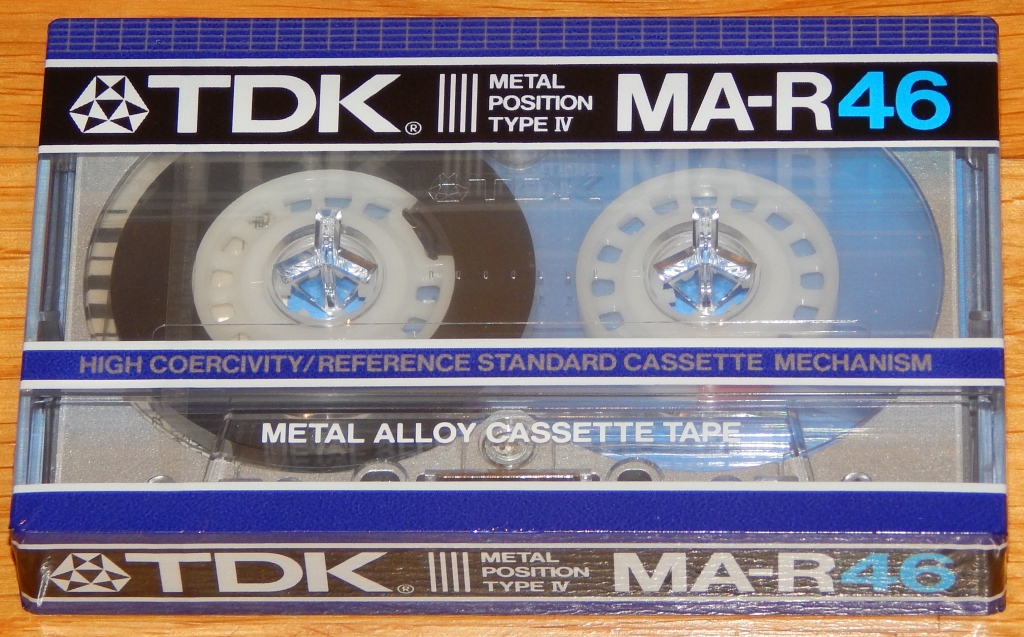 TDK® METAL POSITION TYPE IV MA-R46
TDK
HIGH COERCIVITY/REFERENCE STANDARD CASSETTE MECHANISM
METAL ALLOY CASSETTE TAPE
TDK® METAL POSITION TYPE IV MA-R46